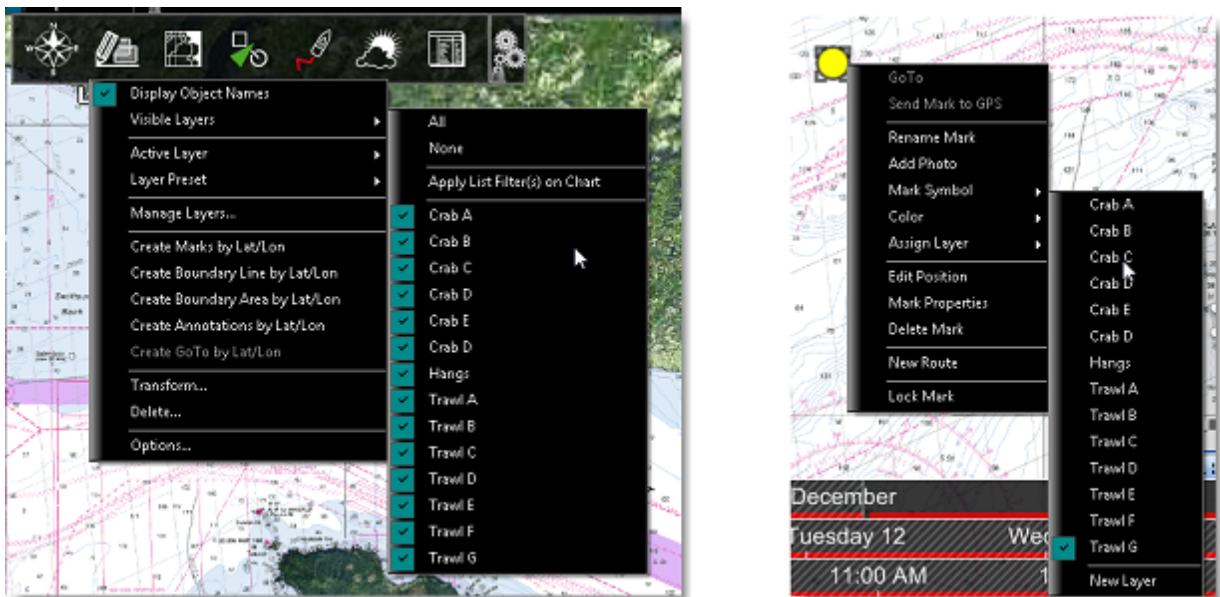 Display Object Names
Visible Layers
Active Layer
Layer Preset
Manage Layers...
Create Marks by Lat/Lon
Create Boundary Line by Lat/Lon
Create Boundary Area by Lat/Lon
Create Annotations by Lat/Lon
Create GoTo by Lat/Lon
Transform...
Delete...
Options...
All
None
Apply List Filter(s) on Chart
Crab A
Crab B
Crab C
Crab D
Crab E
Crab D
Hangs
Trawl A
Trawl B
Trawl C
Trawl D
Trawl E
Trawl F
Trawl G
GoTo
Send Mark to GPS
Rename Mark
Add Photo
Mark Symbol
Color
Assign Layer
Edit Position
Mark Properties
Delete Mark
New Route
Lock Mark
Crab A
Crab B
Crab C
Crab D
Crab E
Crab D
Hangs
Trawl A
Trawl B
Trawl C
Trawl D
Trawl E
Trawl F
Trawl G
New Layer
December
Tuesday 12 Wed
11:00 AM 1